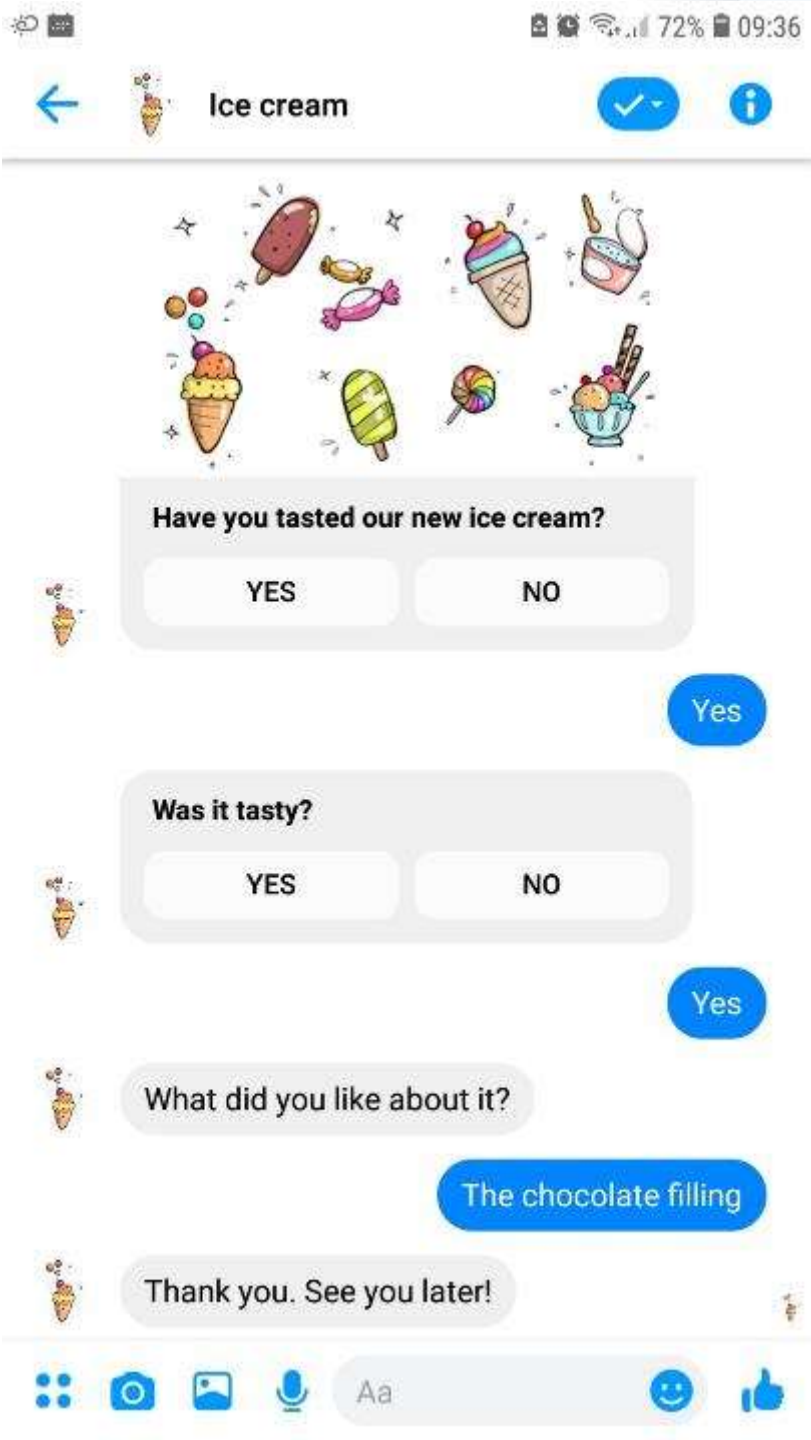 72% 09:36
Ice cream
Have you tasted our new ice cream?
YES NO
Yes
Was it tasty?
YES NO
Yes
What did you like about it?
The chocolate filling
Thank you. See you later!
Aa